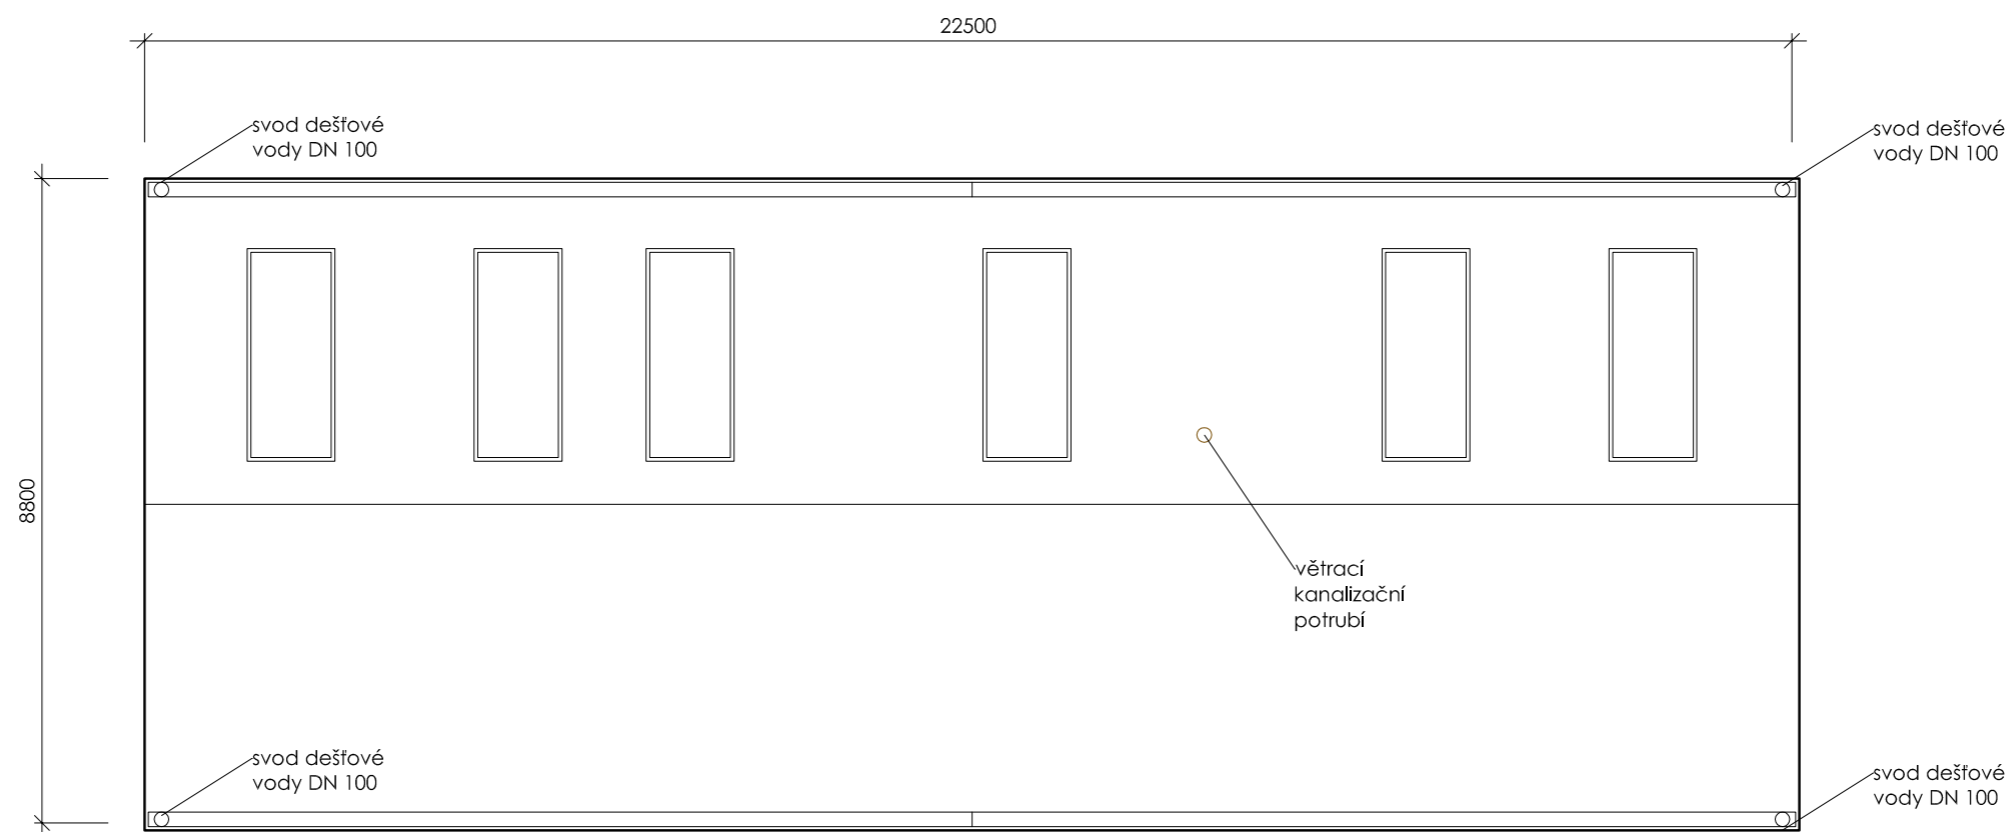 22500
svod dešťové
vody DN 100
svod dešťové
vody DN 100
8800
větrací
kanalizační
potrubí
svod dešťové
vody DN 100
svod dešťové
vody DN 100